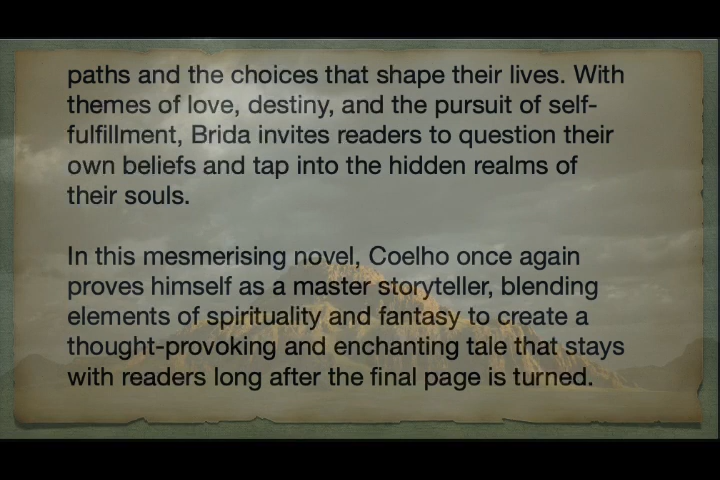 paths and the choices that shape their lives. With
themes of love, destiny, and the pursuit of self-
fulfillment, Brida invites readers to question their
own beliefs and tap into the hidden realms of
their souls.
In this mesmerising novel, Coelho once again
proves himself as a master storyteller, blending
elements of spirituality and fantasy to create a
thought-provoking and enchanting tale that stays
with readers long after the final page is turned.